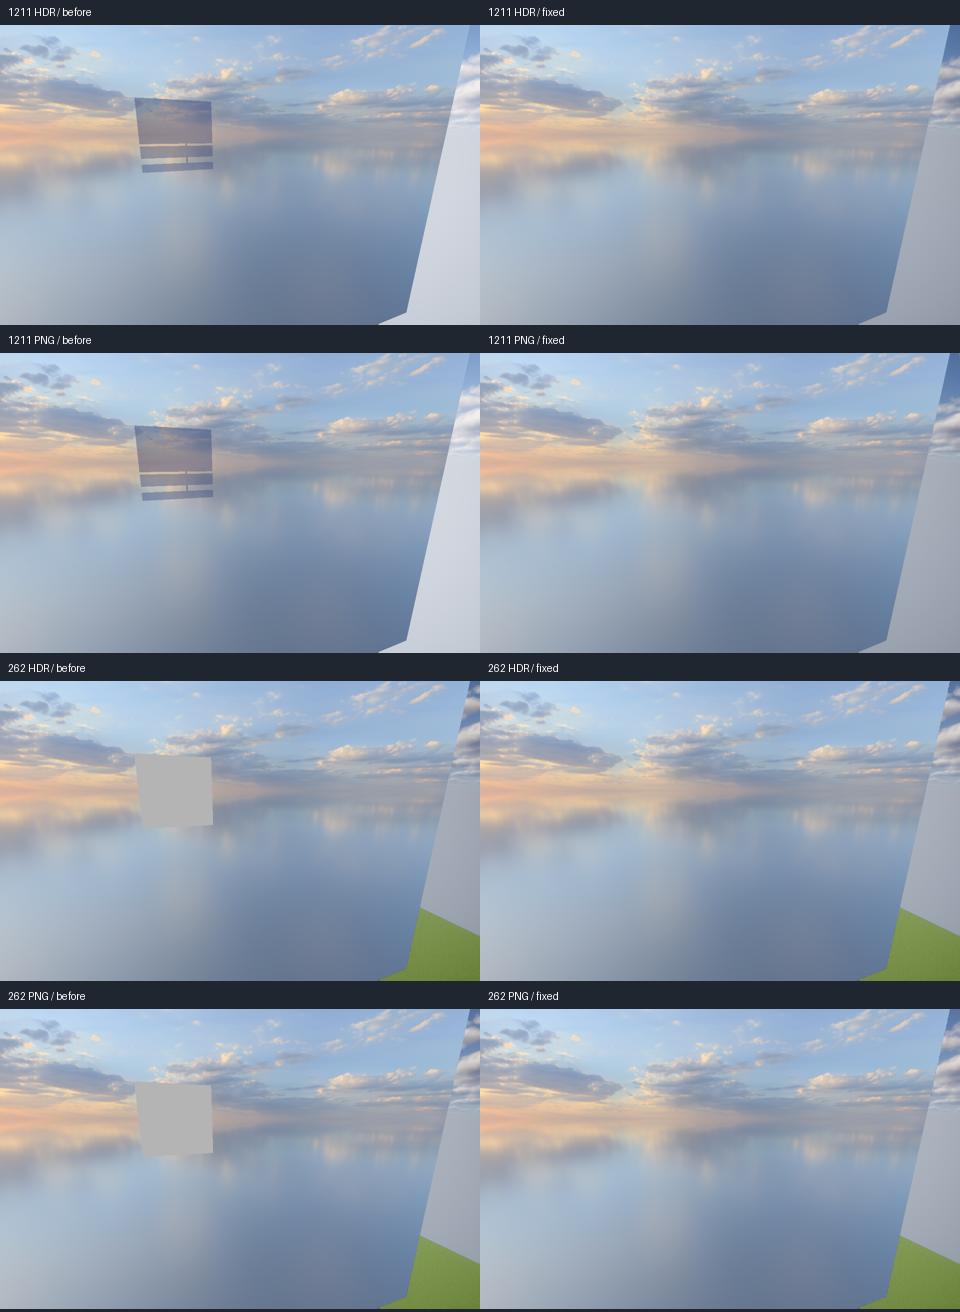 1211 HDR / before
1211 HDR / fixed
1211 PNG / before
1211 PNG / fixed
262 HDR / before
262 HDR / fixed
262 PNG / before
262 PNG / fixed